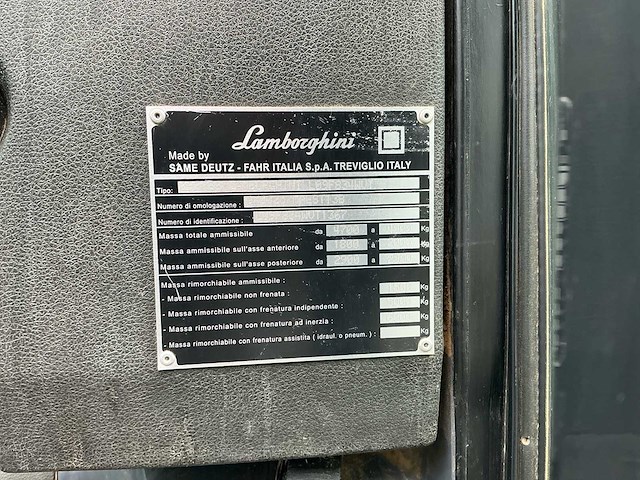 Lamborghini
Made by
SAME DEUTZ - FAHR ITALIA S.p.A. TREVIGLIO ITALY
Tipo:
Numero di omologazione :
Numero di identificazione :
Massa totale ammissibile da a Kg
Massa ammissibile sull'asse anteriore da a Kg
Massa ammissibile sull'asse posteriore da a Kg
Massa rimorchiabile ammissibile : Kg
- Massa rimorchiabile non frenata : Kg
- Massa rimorchiabile con frenatura indipendente : Kg
- Massa rimorchiabile con frenatura ad inerzia : Kg
- Massa rimorchiabile con frenatura assistita ( idraul. o pneum. ) : Kg